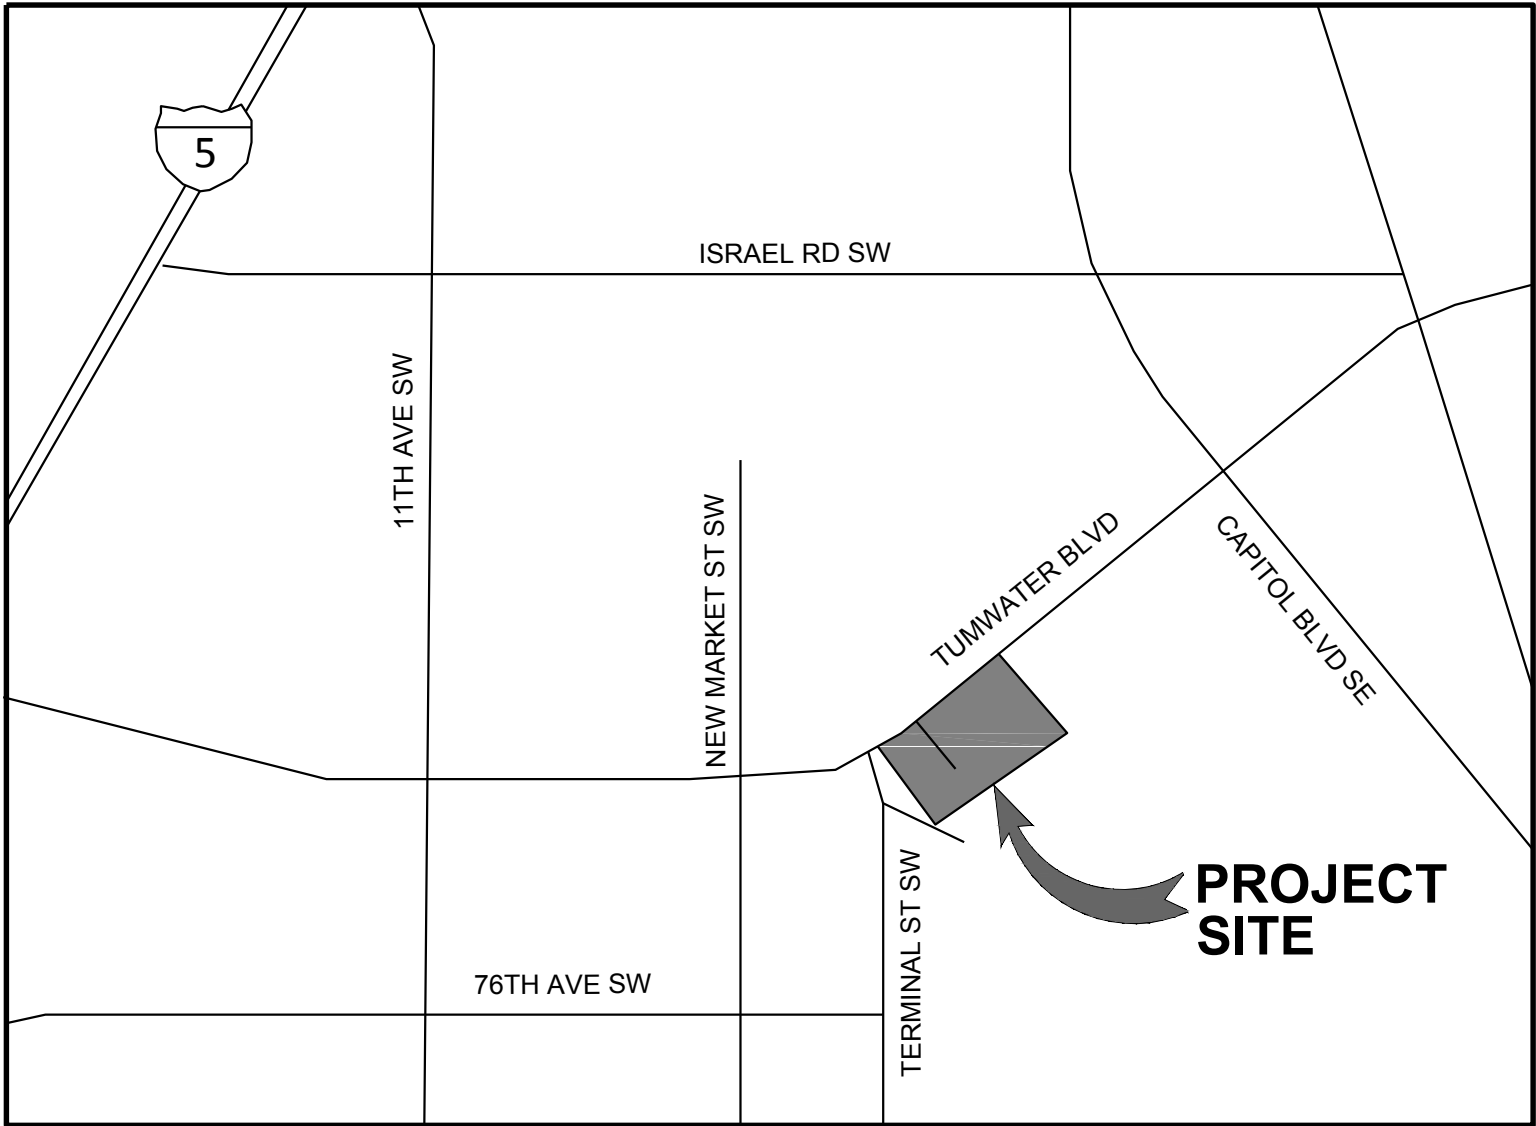 5
ISRAEL RD SW
11TH AVE SW
NEW MARKET ST SW
TUMWATER BLVD
CAPITOL BLVD SE
PROJECT
SITE
TERMINAL ST SW
76TH AVE SW